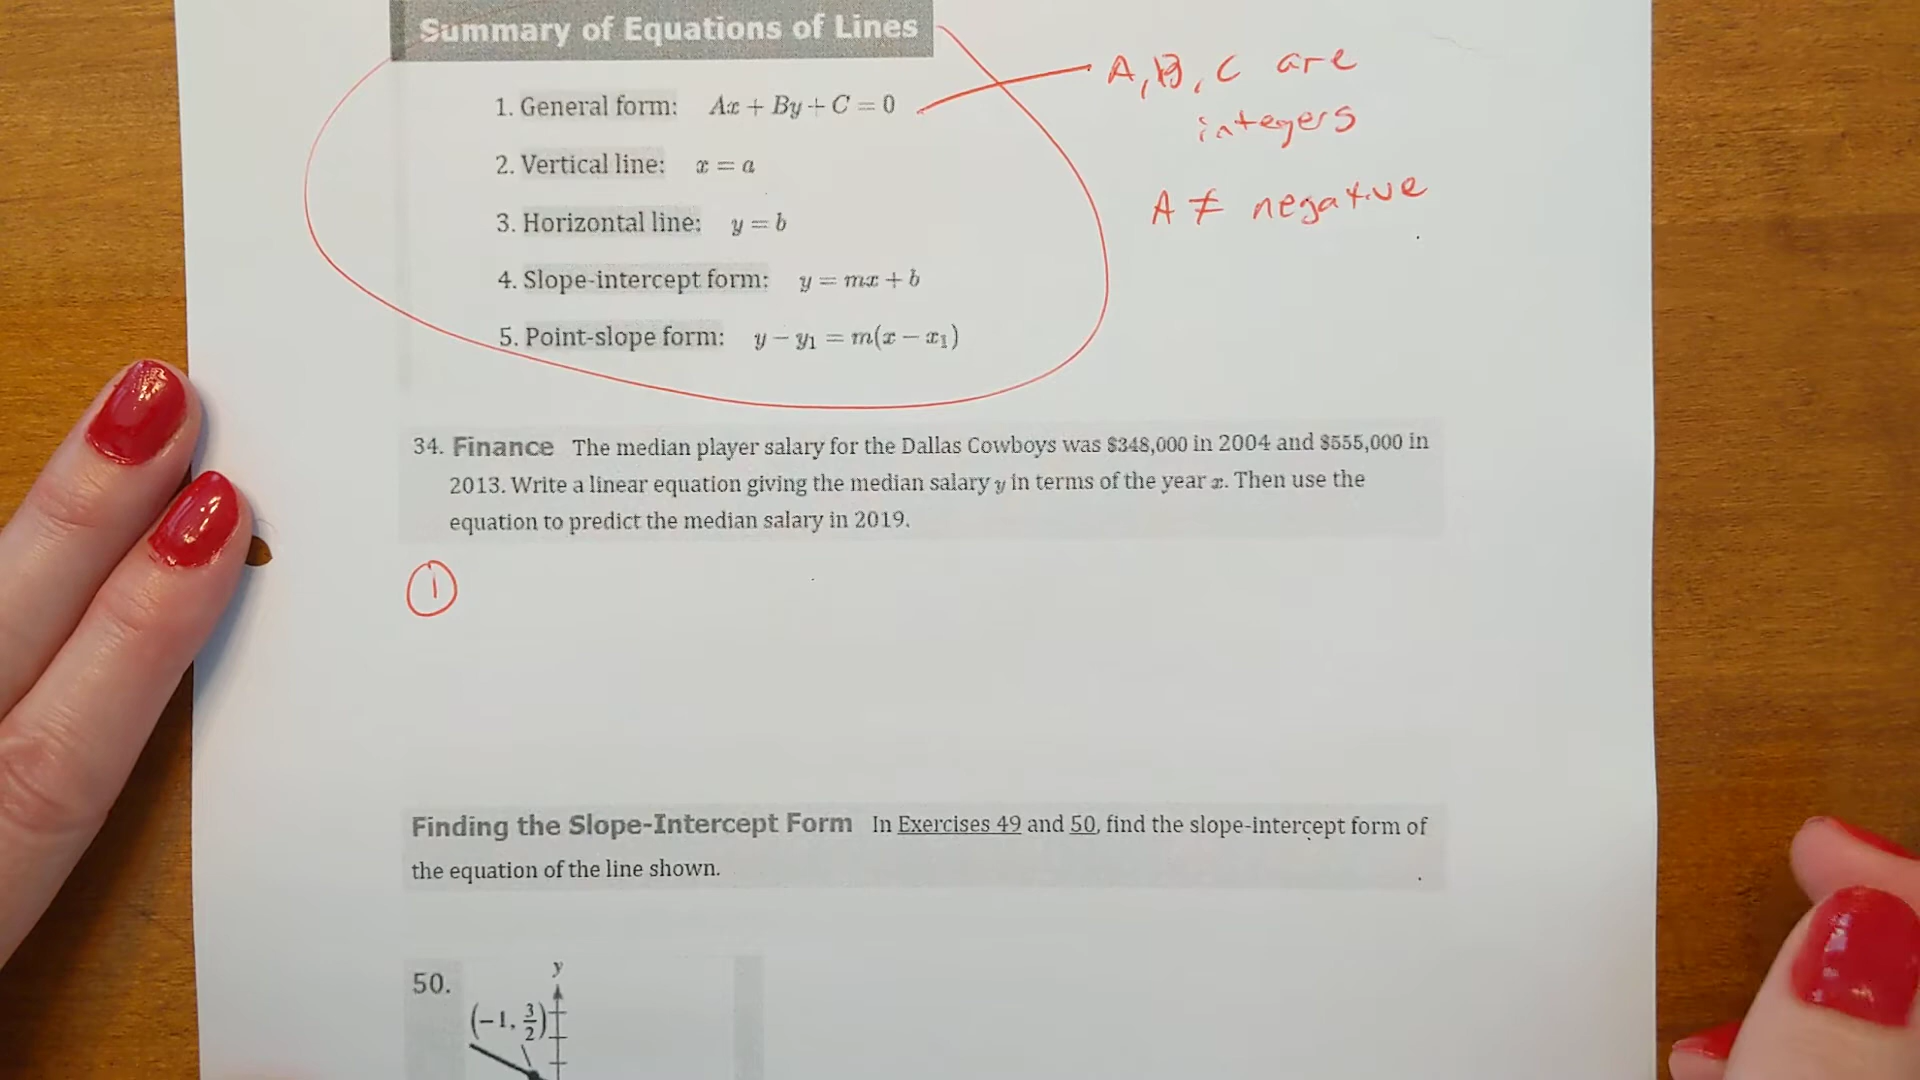 Summary of Equations of Lines
1. General form: Ax + By + C = 0
A, B, C are
integers
2. Vertical line: x = a
A ≠ negative
3. Horizontal line: y = b
4. Slope-intercept form: y = mx + b
5. Point-slope form: y − y₁ = m(x − x₁)
34. Finance The median player salary for the Dallas Cowboys was $348,000 in 2004 and $555,000 in
2013. Write a linear equation giving the median salary y in terms of the year x. Then use the
equation to predict the median salary in 2019.
①
Finding the Slope-Intercept Form In Exercises 49 and 50, find the slope-intercept form of
the equation of the line shown.
50.
y
(−1, 3/2)